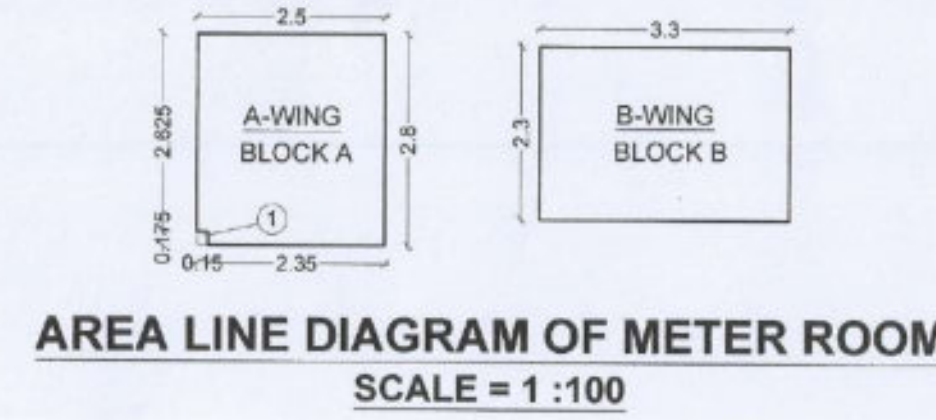 2.5
2.625
A-WING
BLOCK A
2.8
1
0.175
0.15
2.35
3.3
2.3
B-WING
BLOCK B
AREA LINE DIAGRAM OF METER ROOM
SCALE = 1 :100